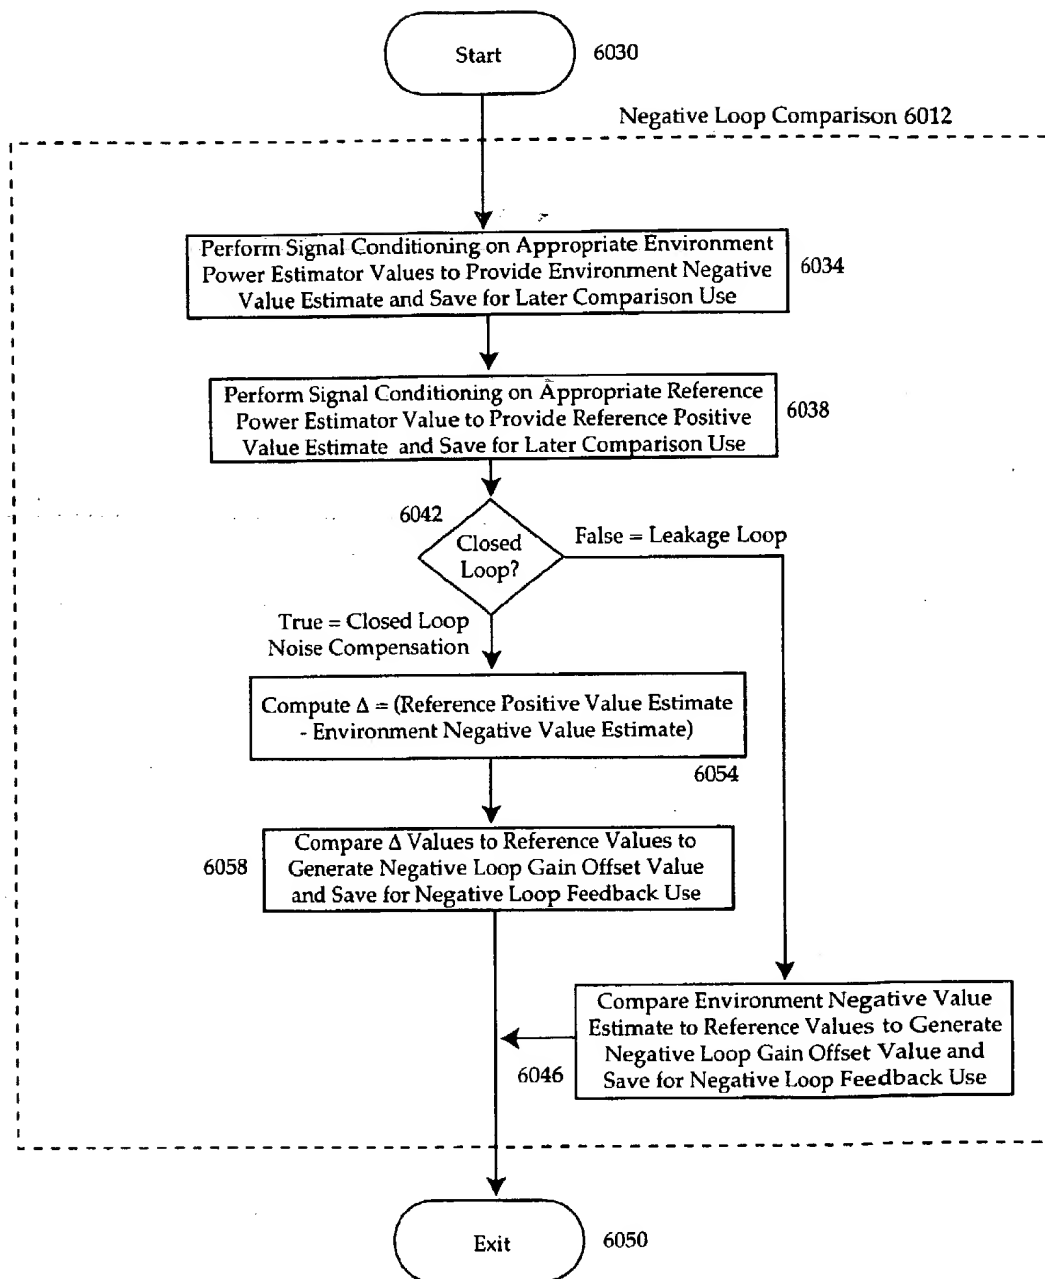 Start
6030
Negative Loop Comparison 6012
Perform Signal Conditioning on Appropriate Environment
Power Estimator Values to Provide Environment Negative
Value Estimate and Save for Later Comparison Use
6034
Perform Signal Conditioning on Appropriate Reference
Power Estimator Value to Provide Reference Positive
Value Estimate and Save for Later Comparison Use
6038
6042
Closed
Loop?
False = Leakage Loop
True = Closed Loop
Noise Compensation
Compute Δ = (Reference Positive Value Estimate
- Environment Negative Value Estimate)
6054
6058
Compare Δ Values to Reference Values to
Generate Negative Loop Gain Offset Value
and Save for Negative Loop Feedback Use
Compare Environment Negative Value
Estimate to Reference Values to Generate
Negative Loop Gain Offset Value and
Save for Negative Loop Feedback Use
6046
Exit
6050